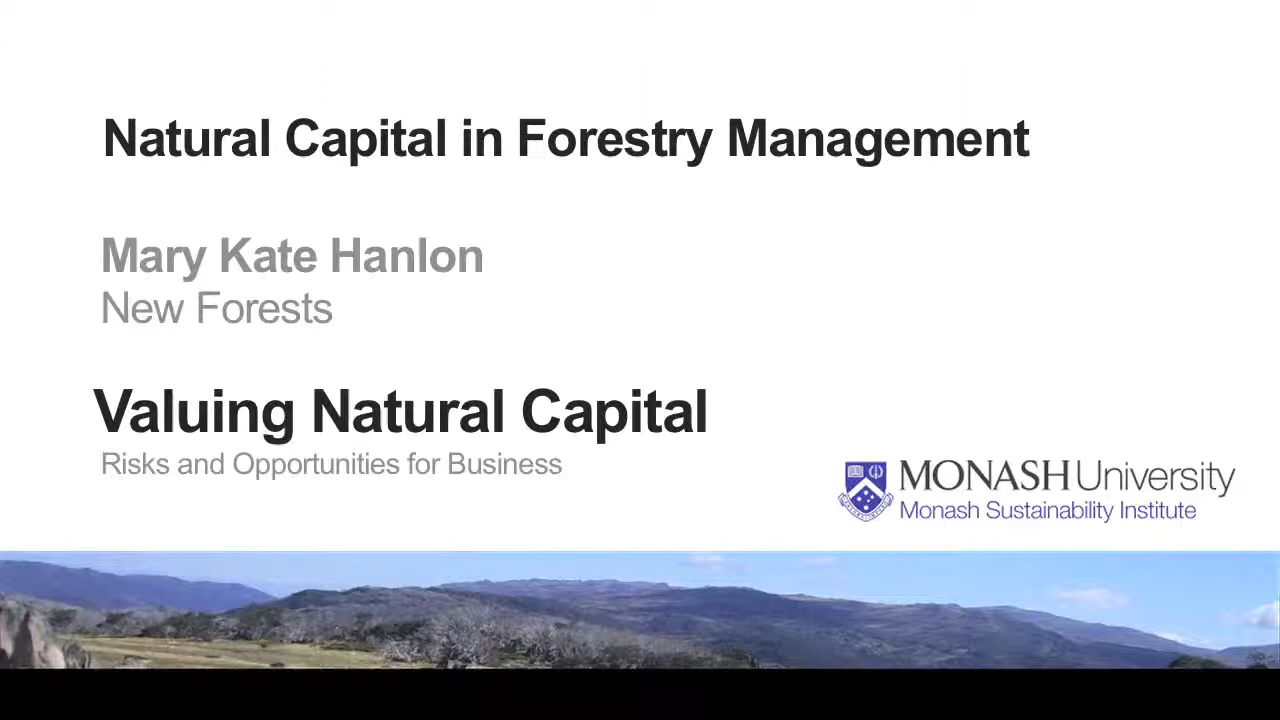 Natural Capital in Forestry Management
Mary Kate Hanlon
New Forests
Valuing Natural Capital
Risks and Opportunities for Business
MONASH University
Monash Sustainability Institute